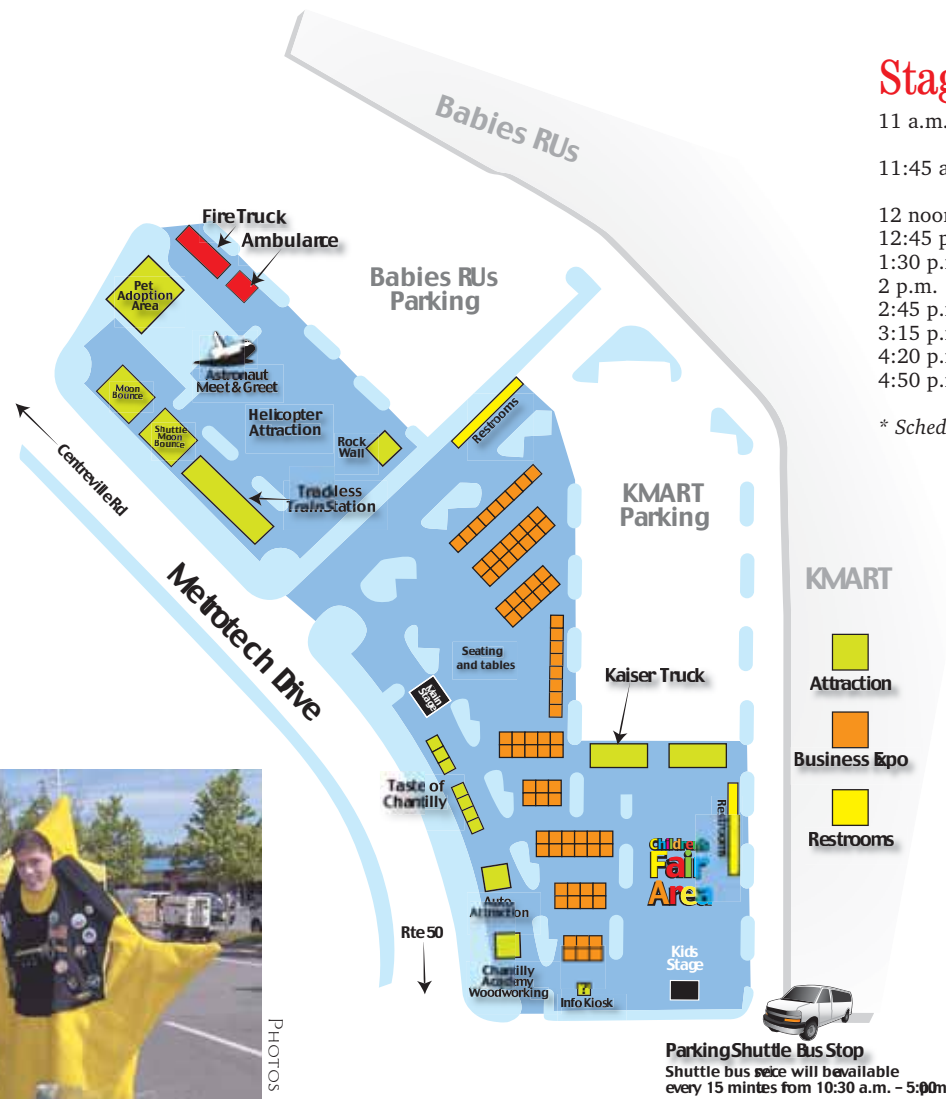 Babies RUs
Stag
11 a.m.
11:45 a
12 noon
12:45 p
1:30 p.m
2 p.m.
2:45 p.m
3:15 p.m
4:20 p.m
4:50 p.m
* Sched
Fire Truck
Ambulance
Babies RUs
Parking
Pet
Adoption
Area
Astronaut
Meet & Greet
Moon
Bounce
Shuttle
Moon
Bounce
Helicopter
Attraction
Rock
Wall
Restrooms
Trackless
Train Station
Centreville Rd
Metrotech Drive
KMART
Parking
KMART
Seating
and tables
Main
Stage
Kaiser Truck
Attraction
Business Expo
Restrooms
Taste of
Chantilly
Restrooms
Children's
Fair
Area
Auto
Attraction
Rte 50
Chantilly
Academy
Woodworking
?
Info Kiosk
Kids
Stage
PHOTOS
Parking Shuttle Bus Stop
Shuttle bus service will be available
every 15 minutes from 10:30 a.m. – 5:00 p.m